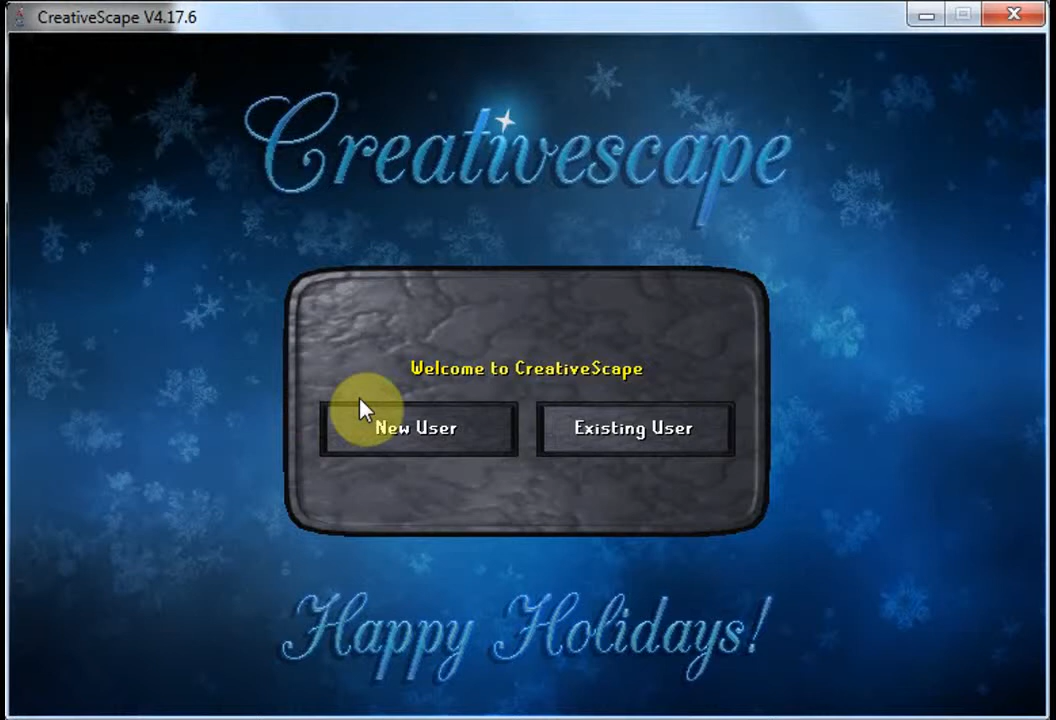 CreativeScape V4.17.6
Creativescape
Welcome to CreativeScape
New User
Existing User
Happy Holidays!